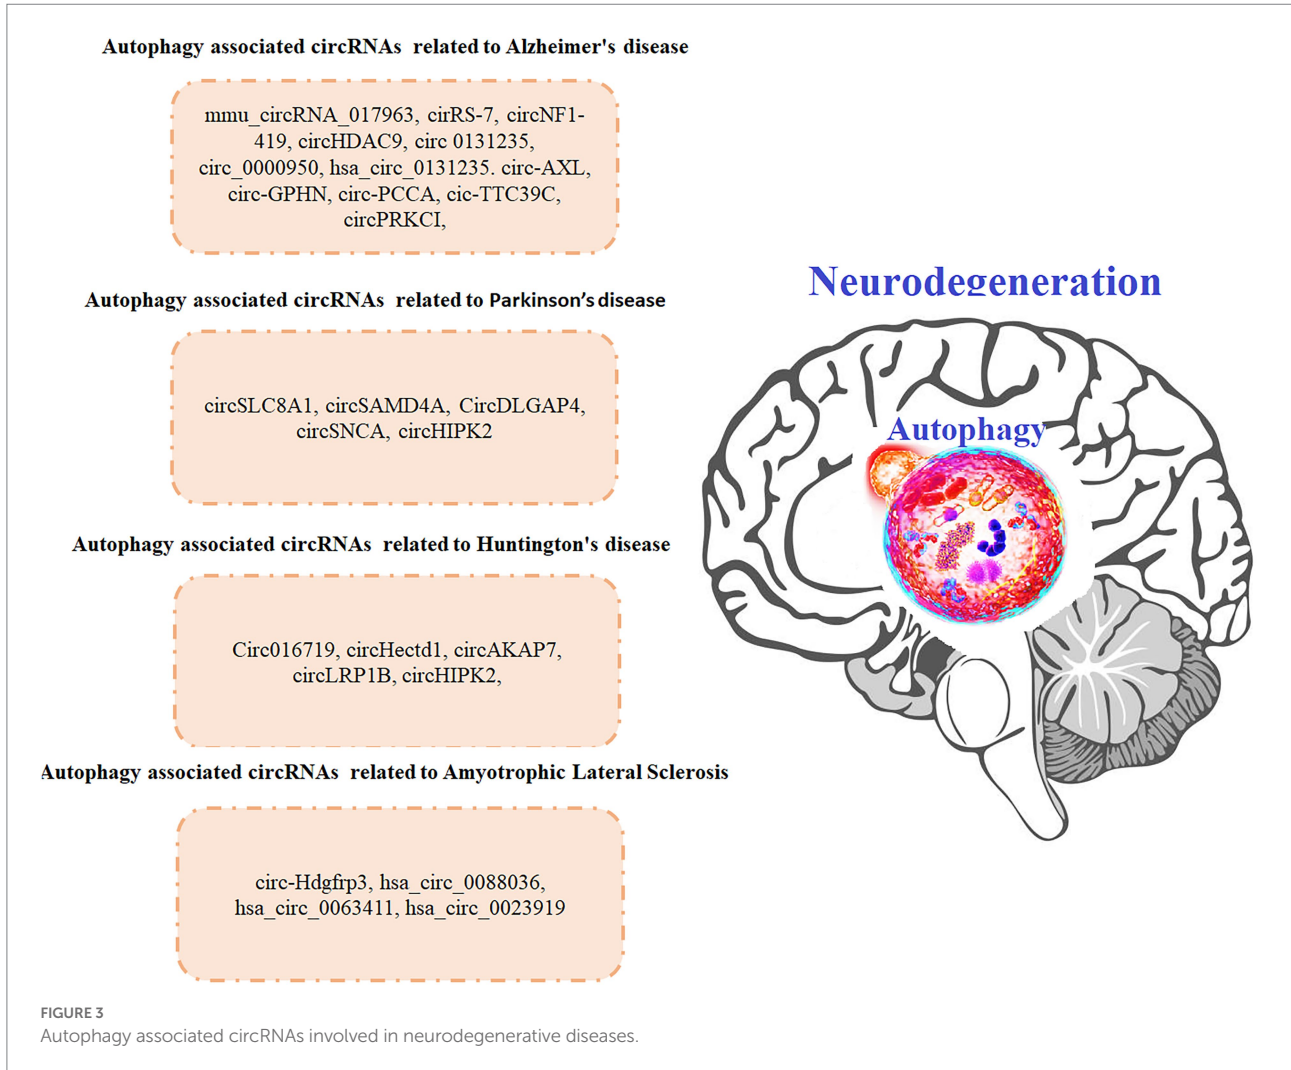 Autophagy associated circRNAs related to Alzheimer's disease
mmu_circRNA_017963, cirRS-7, circNF1-
419, circHDAC9, circ 0131235,
circ_0000950, hsa_circ_0131235. circ-AXL,
circ-GPHN, circ-PCCA, cic-TTC39C,
circPRKCI,
Autophagy associated circRNAs related to Parkinson's disease
circSLC8A1, circSAMD4A, CircDLGAP4,
circSNCA, circHIPK2
Autophagy associated circRNAs related to Huntington's disease
Circ016719, circHectd1, circAKAP7,
circLRP1B, circHIPK2,
Autophagy associated circRNAs related to Amyotrophic Lateral Sclerosis
circ-Hdgfrp3, hsa_circ_0088036,
hsa_circ_0063411, hsa_circ_0023919
Neurodegeneration
Autophagy
FIGURE 3
Autophagy associated circRNAs involved in neurodegenerative diseases.